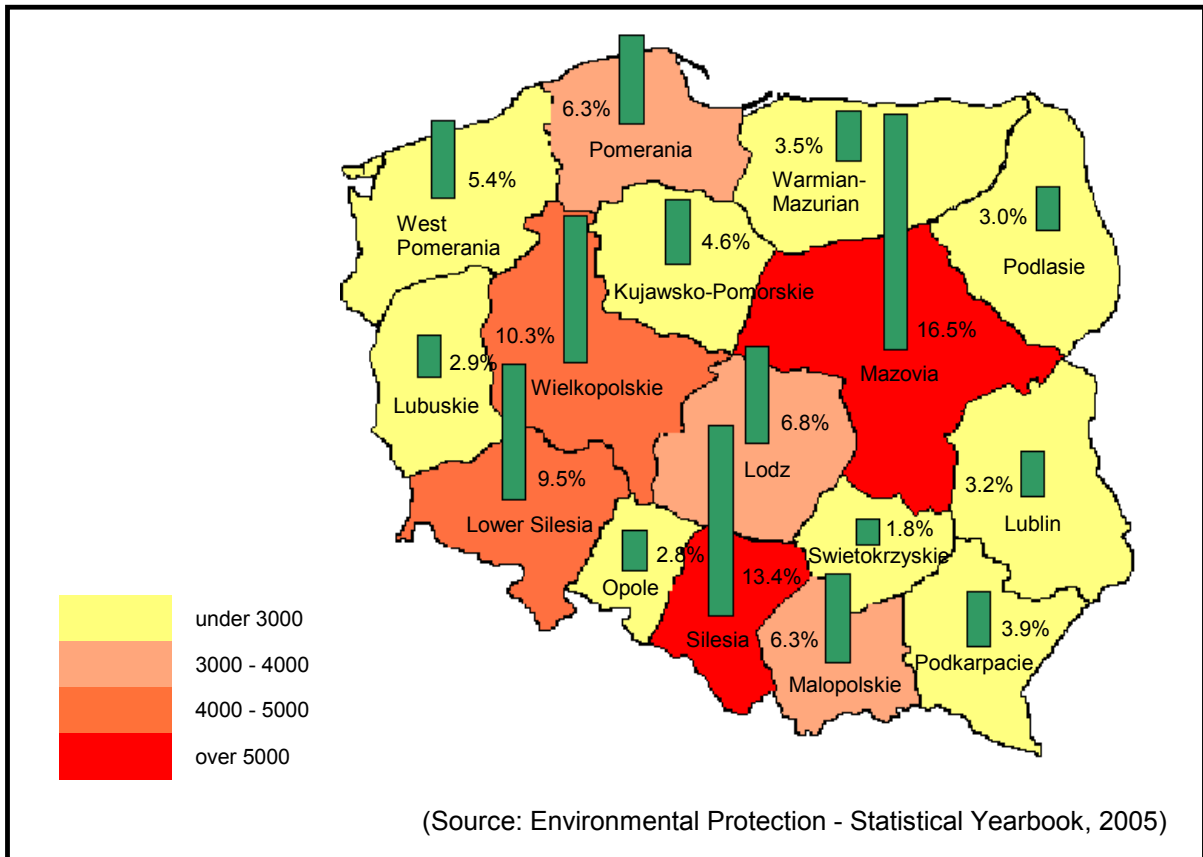 6.3%
Pomerania
3.5%
Warmian-
Mazurian
5.4%
West
Pomerania
3.0%
Podlasie
4.6%
Kujawsko-Pomorskie
10.3%
Wielkopolskie
16.5%
Mazovia
2.9%
Lubuskie
6.8%
Lodz
9.5%
Lower Silesia
3.2%
Lublin
1.8%
Swietokrzyskie
2.8%
Opole
13.4%
Silesia
6.3%
Malopolskie
3.9%
Podkarpacie
under 3000
3000 - 4000
4000 - 5000
over 5000
(Source: Environmental Protection - Statistical Yearbook, 2005)